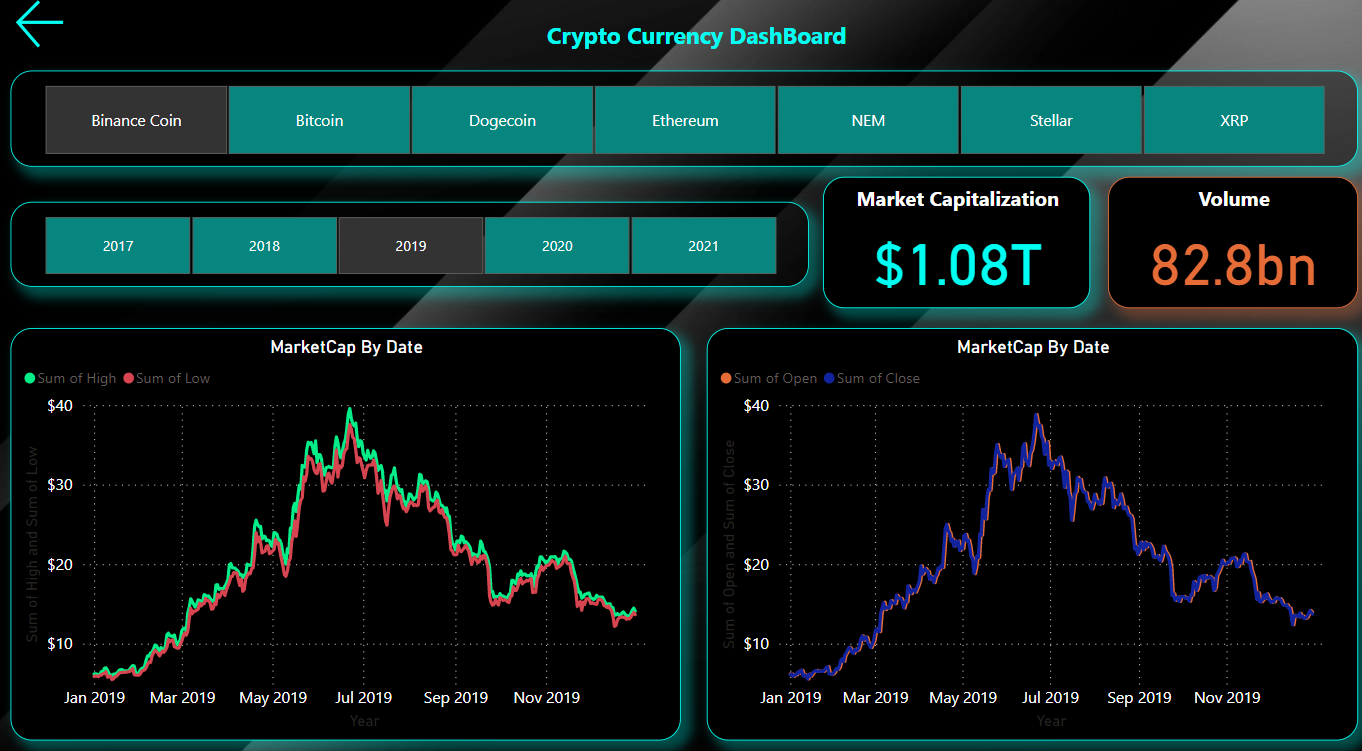 Crypto Currency DashBoard
Binance Coin Bitcoin Dogecoin Ethereum NEM Stellar XRP
2017 2018 2019 2020 2021
Market Capitalization
$1.08T
Volume
82.8bn
MarketCap By Date
Sum of High Sum of Low
Sum of High and Sum of Low
$40
$30
$20
$10
Jan 2019 Mar 2019 May 2019 Jul 2019 Sep 2019 Nov 2019
Year
MarketCap By Date
Sum of Open Sum of Close
Sum of Open and Sum of Close
$40
$30
$20
$10
Jan 2019 Mar 2019 May 2019 Jul 2019 Sep 2019 Nov 2019
Year